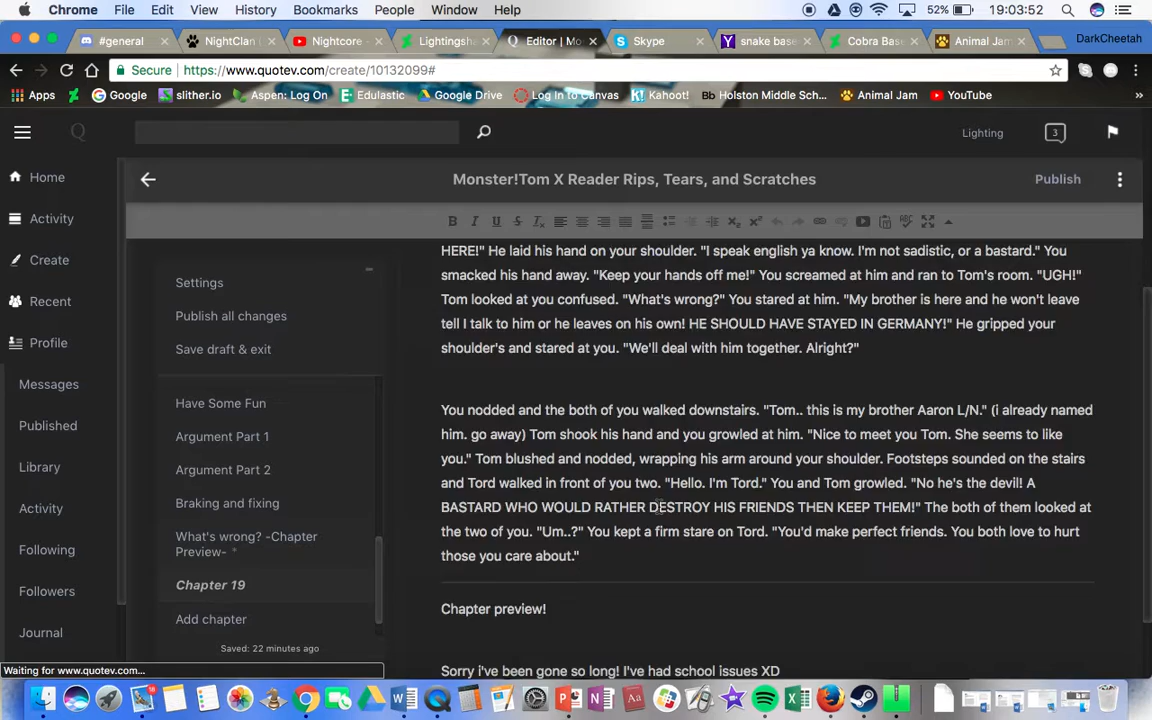 Chrome File Edit View History Bookmarks People Window Help 52% 19:03:52
#general NightClan Nightcore - Lightingsh Editor | Mo Skype snake base Cobra Base Animal Jam DarkCheetah
Secure https://www.quotev.com/create/10132099#
Apps Google slither.io Aspen: Log On Edulastic Google Drive Log In to Canvas Kahoot! Bb Holston Middle Sch... Animal Jam YouTube »
Q Lighting 3
Monster!Tom X Reader Rips, Tears, and Scratches Publish
Home
Activity
Create
Recent
Profile
Messages
Published
Library
Activity
Following
Followers
Journal
Settings
Publish all changes
Save draft & exit
Have Some Fun
Argument Part 1
Argument Part 2
Braking and fixing
What's wrong? -Chapter
Preview- *
Chapter 19
Add chapter
Saved: 22 minutes ago
HERE!" He laid his hand on your shoulder. "I speak english ya know. I'm not sadistic, or a bastard." You
smacked his hand away. "Keep your hands off me!" You screamed at him and ran to Tom's room. "UGH!"
Tom looked at you confused. "What's wrong?" You stared at him. "My brother is here and he won't leave
tell I talk to him or he leaves on his own! HE SHOULD HAVE STAYED IN GERMANY!" He gripped your
shoulder's and stared at you. "We'll deal with him together. Alright?"
You nodded and the both of you walked downstairs. "Tom.. this is my brother Aaron L/N." (i already named
him. go away) Tom shook his hand and you growled at him. "Nice to meet you Tom. She seems to like
you." Tom blushed and nodded, wrapping his arm around your shoulder. Footsteps sounded on the stairs
and Tord walked in front of you two. "Hello. I'm Tord." You and Tom growled. "No he's the devil! A
BASTARD WHO WOULD RATHER DESTROY HIS FRIENDS THEN KEEP THEM!" The both of them looked at
the two of you. "Um..?" You kept a firm stare on Tord. "You'd make perfect friends. You both love to hurt
those you care about."
Chapter preview!
Sorry i've been gone so long! I've had school issues XD
Waiting for www.quotev.com...